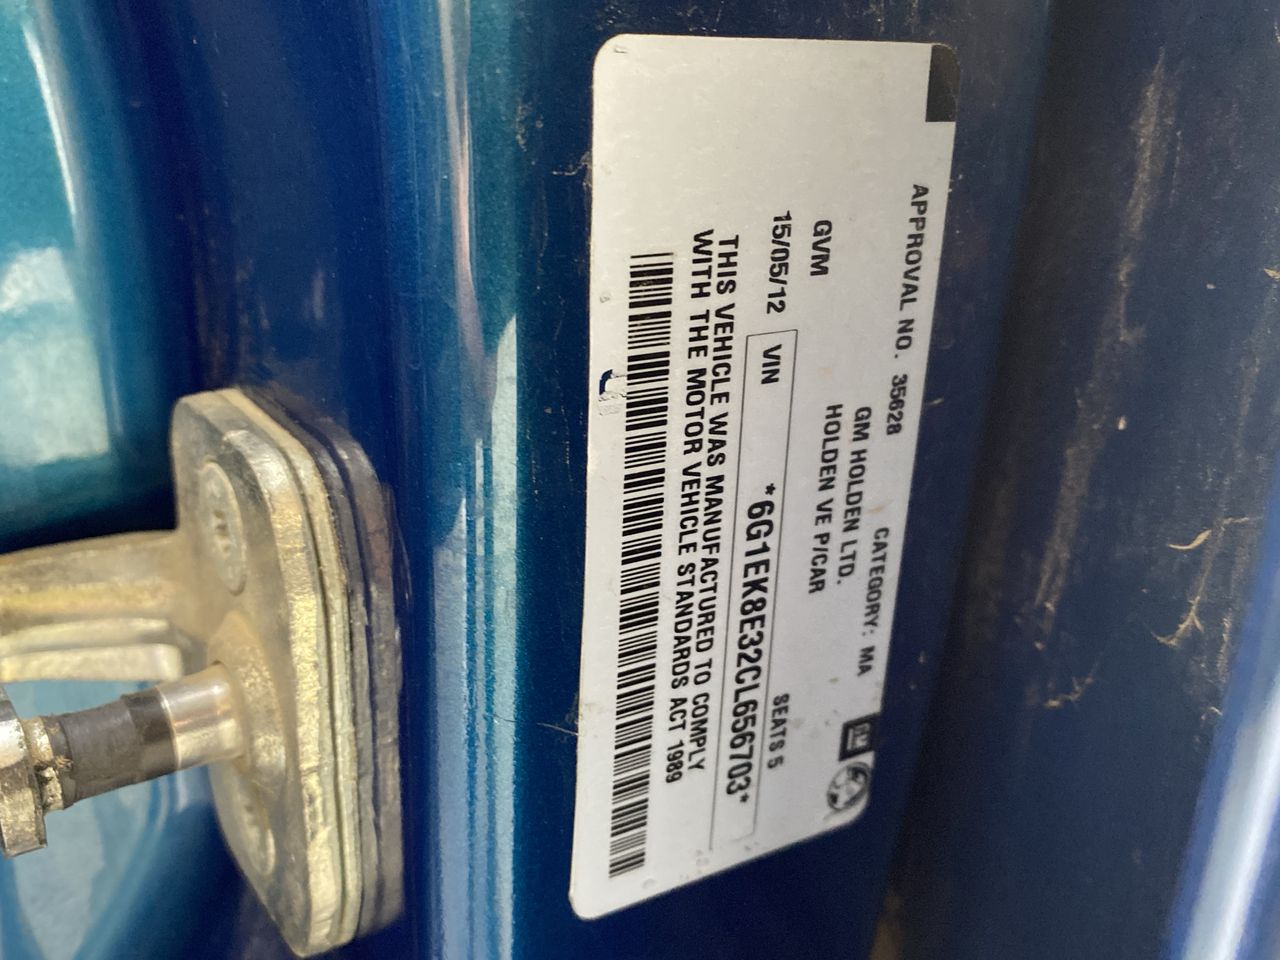 APPROVAL NO. 35628 CATEGORY: MA
GM HOLDEN LTD.
GVM HOLDEN VE P/CAR
15/05/12 VIN SEATS 5
*6G1EK8E32CL656703*
THIS VEHICLE WAS MANUFACTURED TO COMPLY
WITH THE MOTOR VEHICLE STANDARDS ACT 1989
GM